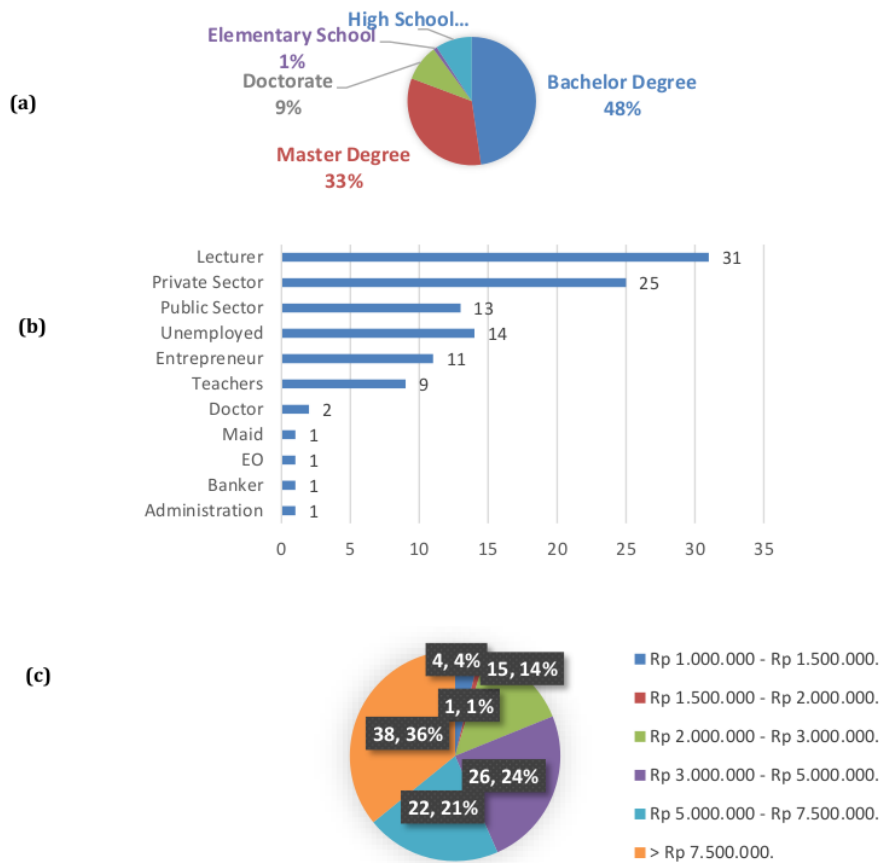 (a)
High School...
Elementary School
1%
Doctorate
9%
Bachelor Degree
48%
Master Degree
33%
(b)
Lecturer 31
Private Sector 25
Public Sector 13
Unemployed 14
Entrepreneur 11
Teachers 9
Doctor 2
Maid 1
EO 1
Banker 1
Administration 1
0 5 10 15 20 25 30 35
(c)
4, 4%
15, 14%
1, 1%
38, 36%
26, 24%
22, 21%
Rp 1.000.000 - Rp 1.500.000.
Rp 1.500.000 - Rp 2.000.000.
Rp 2.000.000 - Rp 3.000.000.
Rp 3.000.000 - Rp 5.000.000.
Rp 5.000.000 - Rp 7.500.000.
> Rp 7.500.000.